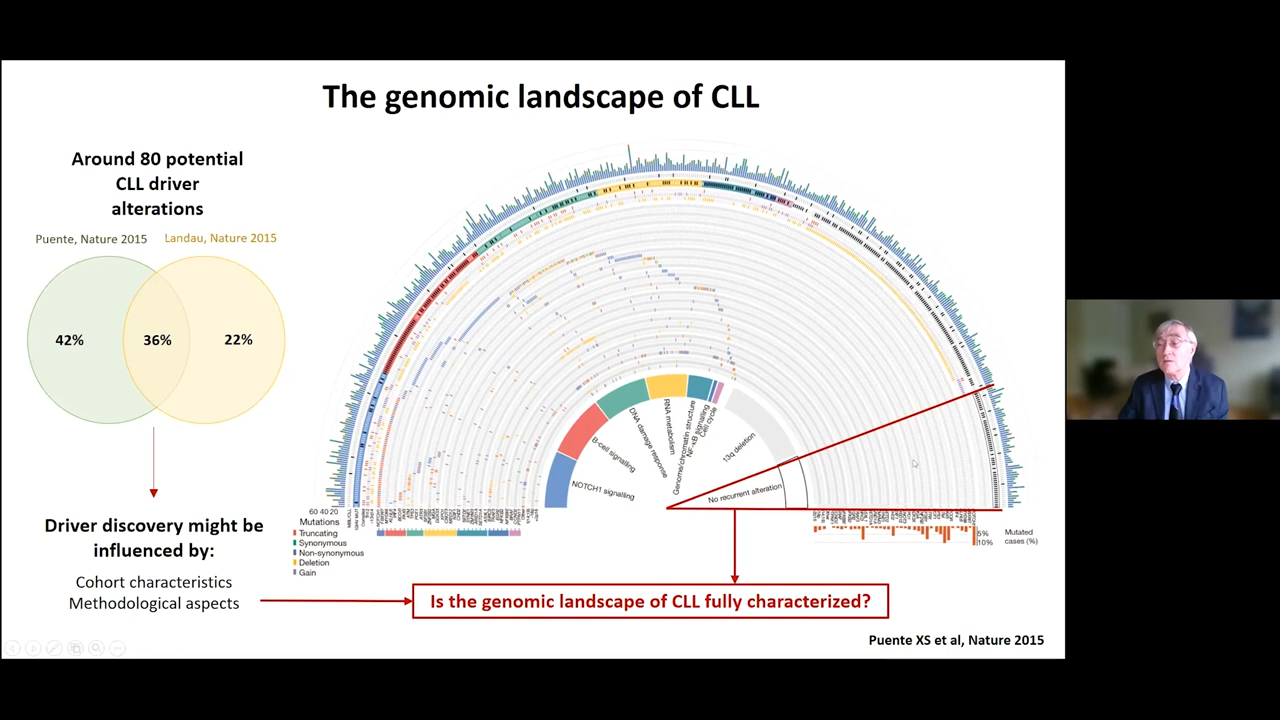 The genomic landscape of CLL
Around 80 potential
CLL driver
alterations
Puente, Nature 2015
Landau, Nature 2015
42%
36%
22%
Driver discovery might be
influenced by:
Cohort characteristics
Methodological aspects
NOTCH1 signalling
B-cell signalling
DNA damage response
RNA metabolism
Genome/chromatin structure
NF-κB signalling
Cell cycle
13q deletion
No recurrent alteration
60 40 20
Mutations
Truncating
Synonymous
Non-synonymous
Deletion
Gain
5%
10%
Mutated
cases (%)
Is the genomic landscape of CLL fully characterized?
Puente XS et al, Nature 2015